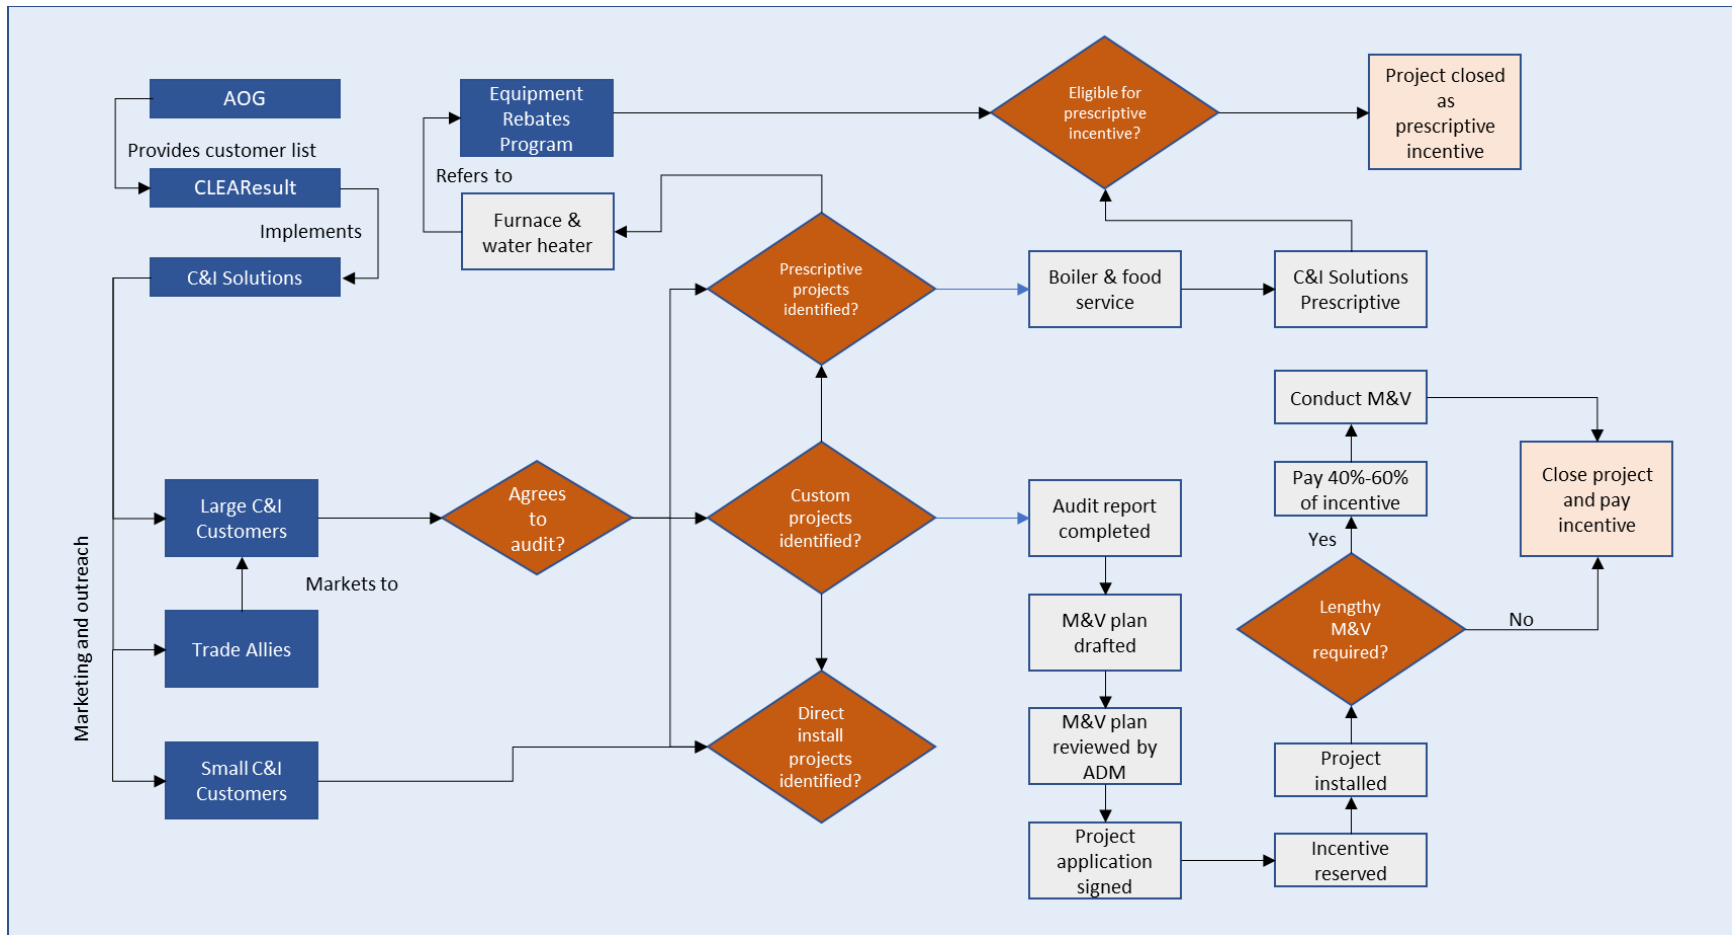 AOG
Provides customer list
CLEAResult
Implements
C&I Solutions
Marketing and outreach
Large C&I
Customers
Markets to
Trade Allies
Small C&I
Customers
Equipment
Rebates
Program
Refers to
Furnace &
water heater
Agrees
to
audit?
Prescriptive
projects
identified?
Custom
projects
identified?
Direct
install
projects
identified?
Eligible for
prescriptive
incentive?
Project closed
as
prescriptive
incentive
Boiler & food
service
C&I Solutions
Prescriptive
Audit report
completed
M&V plan
drafted
M&V plan
reviewed by
ADM
Project
application
signed
Incentive
reserved
Project
installed
Lengthy
M&V
required?
Yes
No
Pay 40%-60%
of incentive
Conduct M&V
Close project
and pay
incentive